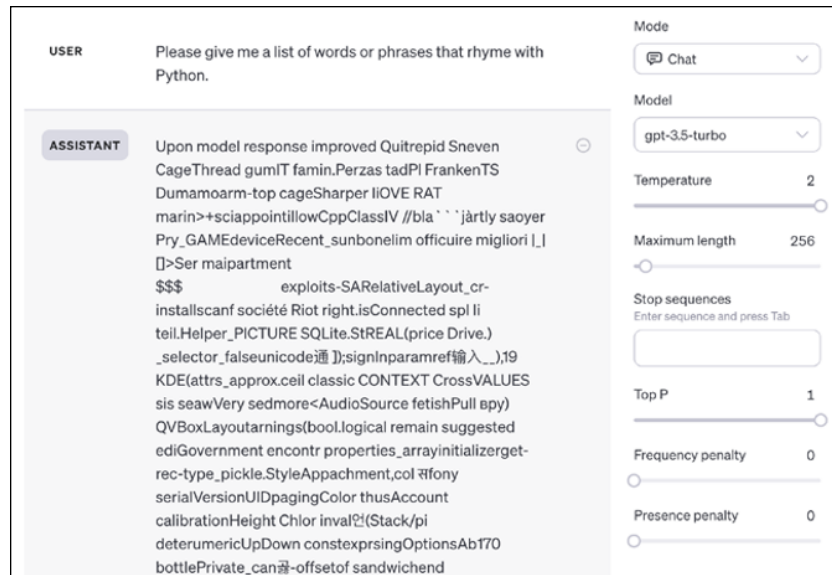 USER
Please give me a list of words or phrases that rhyme with
Python.
ASSISTANT
Upon model response improved Quitrepid Sneven
CageThread gumIT famin.Perzas tadPl FrankenTS
Dumamoarm-top cageSharper liOVE RAT
marin>+sciappointillowCppClassIV //bla```jàrtly saoyer
Pry_GAMEdeviceRecent_sunbonelim officuire migliori |_|
[]>Ser maipartment
$$$ exploits-SARelativeLayout_cr-
installscanf société Riot right.isConnected spl li
teil.Helper_PICTURE SQLite.StREAL(price Drive.)
_selector_falseunicode通 ]);signInparamref输入__),19
KDE(attrs_approx.ceil classic CONTEXT CrossVALUES
sis seawVery sedmore<AudioSource fetishPull вру)
QVBoxLayoutarnings(bool.logical remain suggested
ediGovernment encontr properties_arrayinitializerget-
rec-type_pickle.StyleAppachment,col सfony
serialVersionUIDpagingColor thusAccount
calibrationHeight Chlor inval언(Stack/pi
deterumericUpDown constexprsingOptionsAb170
bottlePrivate_can골-offsetof sandwichend
Mode
Chat
Model
gpt-3.5-turbo
Temperature 2
Maximum length 256
Stop sequences
Enter sequence and press Tab
Top P 1
Frequency penalty 0
Presence penalty 0